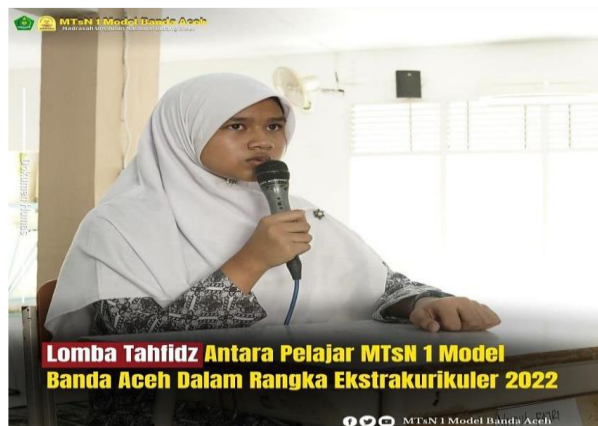 MTsN 1 Model Banda Aceh
Lomba Tahfidz Antara Pelajar MTsN 1 Model
Banda Aceh Dalam Rangka Ekstrakurikuler 2022
MTsN 1 Model Banda Aceh